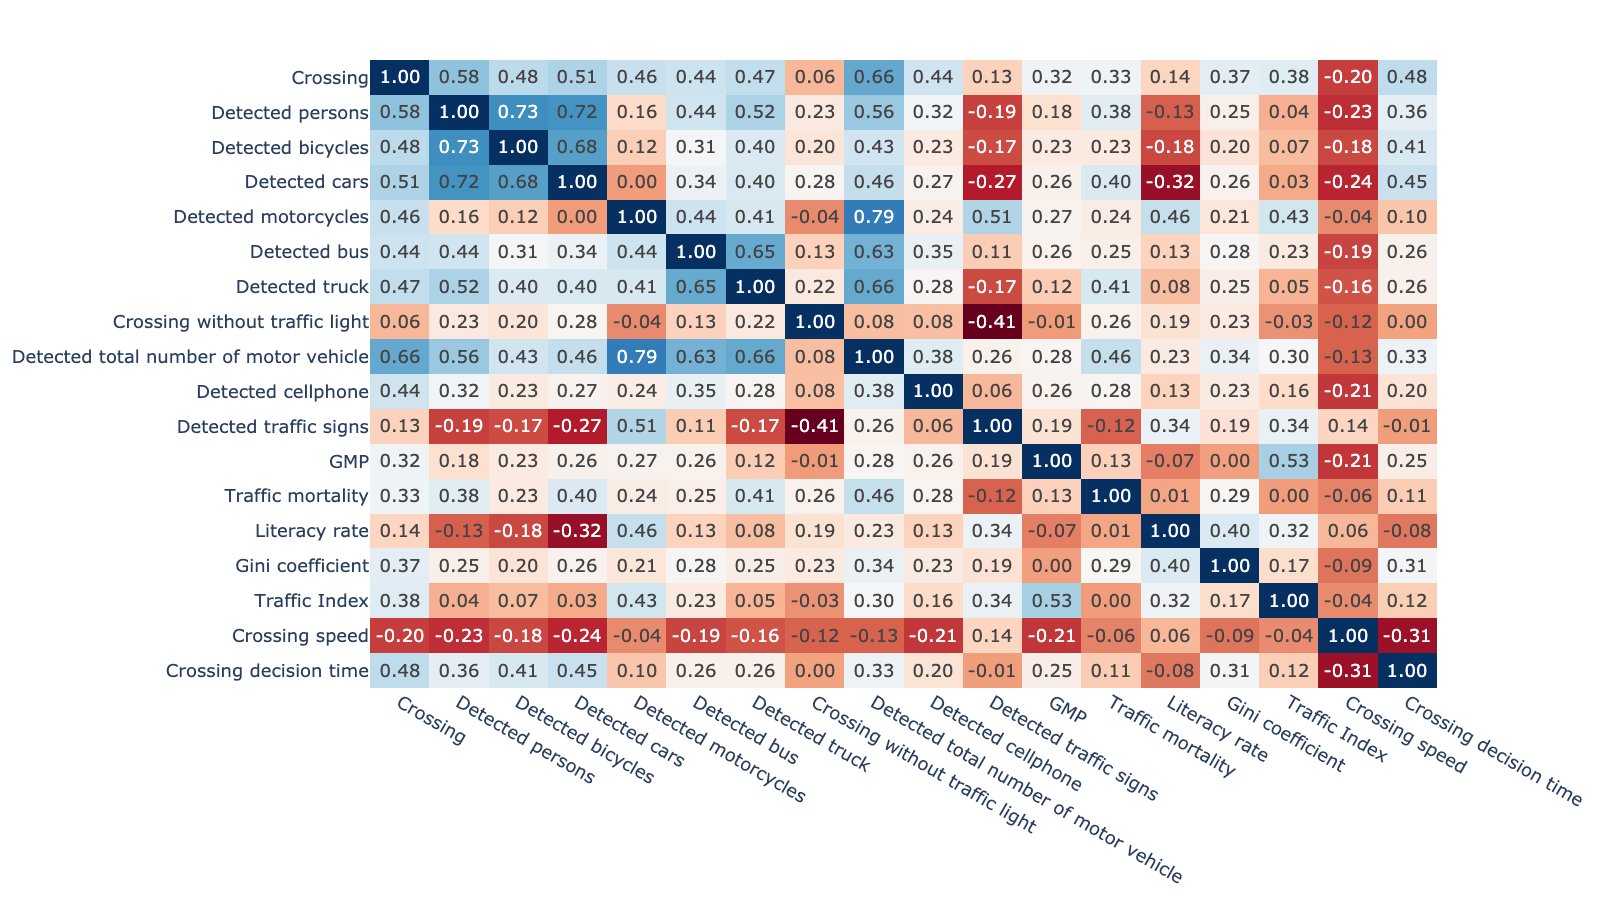 Crossing 1.00 0.58 0.48 0.51 0.46 0.44 0.47 0.06 0.66 0.44 0.13 0.32 0.33 0.14 0.37 0.38 -0.20 0.48
Detected persons 0.58 1.00 0.73 0.72 0.16 0.44 0.52 0.23 0.56 0.32 -0.19 0.18 0.38 -0.13 0.25 0.04 -0.23 0.36
Detected bicycles 0.48 0.73 1.00 0.68 0.12 0.31 0.40 0.20 0.43 0.23 -0.17 0.23 0.23 -0.18 0.20 0.07 -0.18 0.41
Detected cars 0.51 0.72 0.68 1.00 0.00 0.34 0.40 0.28 0.46 0.27 -0.27 0.26 0.40 -0.32 0.26 0.03 -0.24 0.45
Detected motorcycles 0.46 0.16 0.12 0.00 1.00 0.44 0.41 -0.04 0.79 0.24 0.51 0.27 0.24 0.46 0.21 0.43 -0.04 0.10
Detected bus 0.44 0.44 0.31 0.34 0.44 1.00 0.65 0.13 0.63 0.35 0.11 0.26 0.25 0.13 0.28 0.23 -0.19 0.26
Detected truck 0.47 0.52 0.40 0.40 0.41 0.65 1.00 0.22 0.66 0.28 -0.17 0.12 0.41 0.08 0.25 0.05 -0.16 0.26
Crossing without traffic light 0.06 0.23 0.20 0.28 -0.04 0.13 0.22 1.00 0.08 0.08 -0.41 -0.01 0.26 0.19 0.23 -0.03 -0.12 0.00
Detected total number of motor vehicle 0.66 0.56 0.43 0.46 0.79 0.63 0.66 0.08 1.00 0.38 0.26 0.28 0.46 0.23 0.34 0.30 -0.13 0.33
Detected cellphone 0.44 0.32 0.23 0.27 0.24 0.35 0.28 0.08 0.38 1.00 0.06 0.26 0.28 0.13 0.23 0.16 -0.21 0.20
Detected traffic signs 0.13 -0.19 -0.17 -0.27 0.51 0.11 -0.17 -0.41 0.26 0.06 1.00 0.19 -0.12 0.34 0.19 0.34 0.14 -0.01
GMP 0.32 0.18 0.23 0.26 0.27 0.26 0.12 -0.01 0.28 0.26 0.19 1.00 0.13 -0.07 0.00 0.53 -0.21 0.25
Traffic mortality 0.33 0.38 0.23 0.40 0.24 0.25 0.41 0.26 0.46 0.28 -0.12 0.13 1.00 0.01 0.29 0.00 -0.06 0.11
Literacy rate 0.14 -0.13 -0.18 -0.32 0.46 0.13 0.08 0.19 0.23 0.13 0.34 -0.07 0.01 1.00 0.40 0.32 0.06 -0.08
Gini coefficient 0.37 0.25 0.20 0.26 0.21 0.28 0.25 0.23 0.34 0.23 0.19 0.00 0.29 0.40 1.00 0.17 -0.09 0.31
Traffic Index 0.38 0.04 0.07 0.03 0.43 0.23 0.05 -0.03 0.30 0.16 0.34 0.53 0.00 0.32 0.17 1.00 -0.04 0.12
Crossing speed -0.20 -0.23 -0.18 -0.24 -0.04 -0.19 -0.16 -0.12 -0.13 -0.21 0.14 -0.21 -0.06 0.06 -0.09 -0.04 1.00 -0.31
Crossing decision time 0.48 0.36 0.41 0.45 0.10 0.26 0.26 0.00 0.33 0.20 -0.01 0.25 0.11 -0.08 0.31 0.12 -0.31 1.00
Crossing
Detected persons
Detected bicycles
Detected cars
Detected motorcycles
Detected bus
Detected truck
Crossing without traffic light
Detected total number of motor vehicle
Detected cellphone
Detected traffic signs
GMP
Traffic mortality
Literacy rate
Gini coefficient
Traffic Index
Crossing speed
Crossing decision time